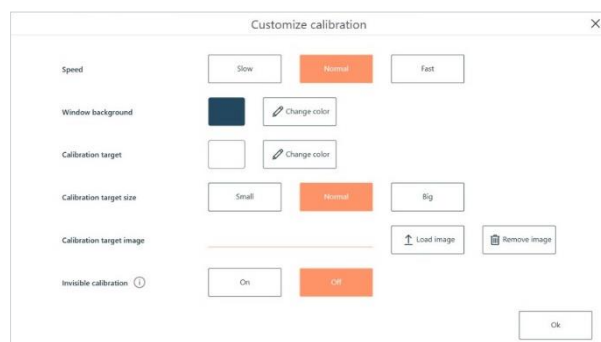 Customize calibration
Speed Slow Normal Fast
Window background Change color
Calibration target Change color
Calibration target size Small Normal Big
Calibration target image Load image Remove image
Invisible calibration On Off
Ok